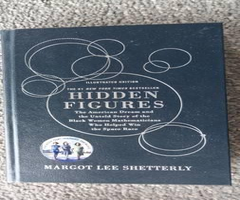 ILLUSTRATED EDITION
THE #1 NEW YORK TIMES BESTSELLER
HIDDEN
FIGURES
The American Dream and
the Untold Story of the
Black Women Mathematicians
Who Helped Win
the Space Race
MARGOT LEE SHETTERLY